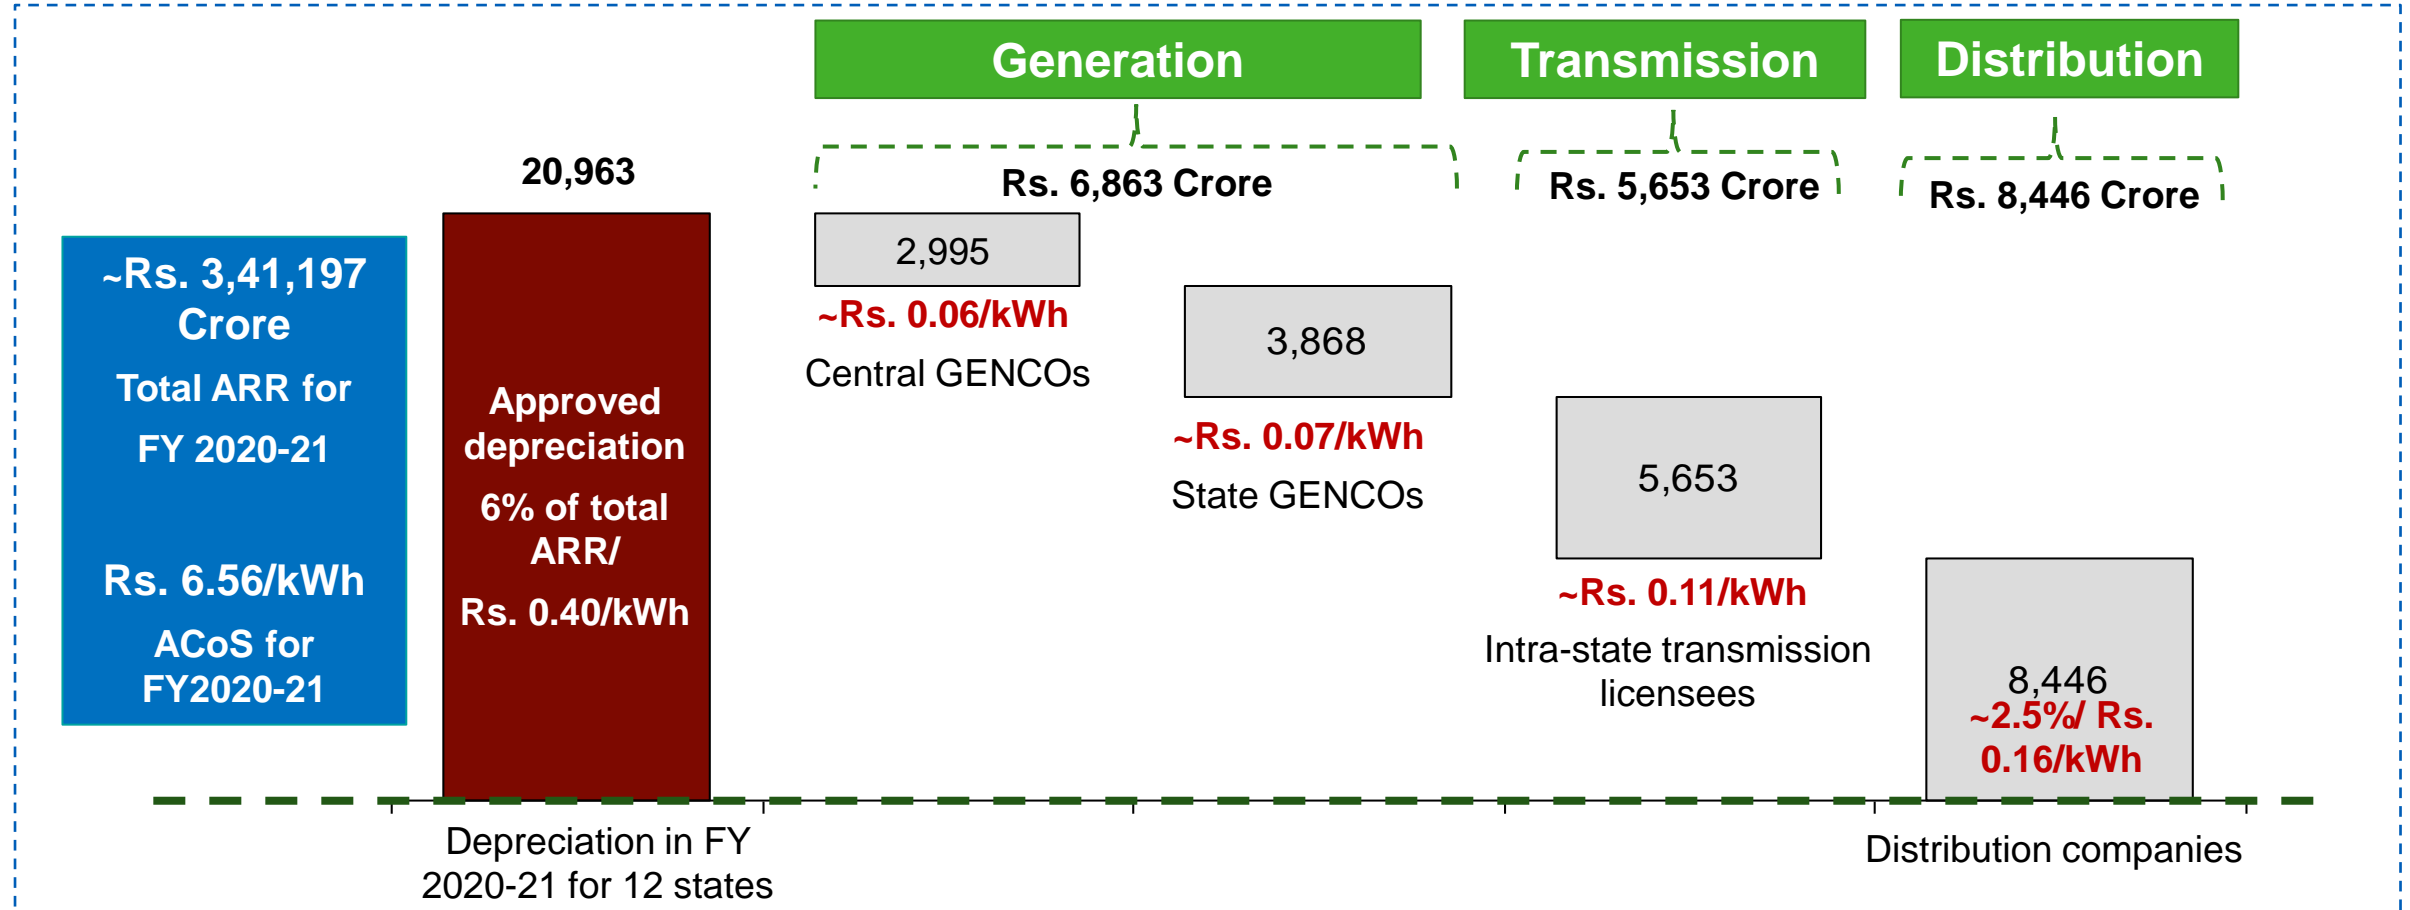 Generation
Transmission
Distribution
Rs. 6,863 Crore
Rs. 5,653 Crore
Rs. 8,446 Crore
~Rs. 3,41,197
Crore
Total ARR for
FY 2020-21
Rs. 6.56/kWh
ACoS for
FY2020-21
20,963
Approved
depreciation
6% of total
ARR/
Rs. 0.40/kWh
Depreciation in FY
2020-21 for 12 states
2,995
~Rs. 0.06/kWh
Central GENCOs
3,868
~Rs. 0.07/kWh
State GENCOs
5,653
~Rs. 0.11/kWh
Intra-state transmission
licensees
8,446
~2.5%/ Rs.
0.16/kWh
Distribution companies